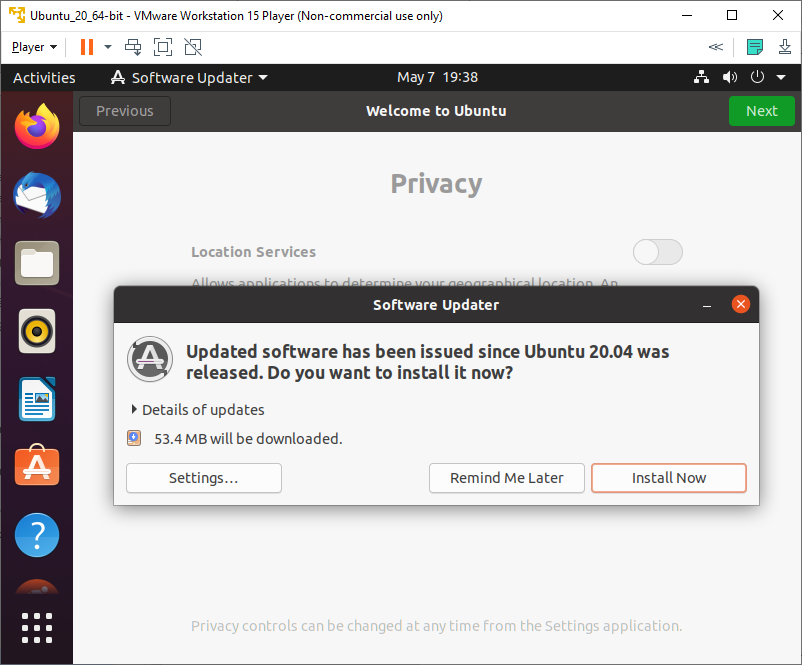 Ubuntu_20_64-bit - VMware Workstation 15 Player (Non-commercial use only)
Player
Activities
Software Updater
May 7 19:38
Previous
Welcome to Ubuntu
Next
Privacy
Location Services
Allows applications to determine your geographical location. An
Software Updater
Updated software has been issued since Ubuntu 20.04 was
released. Do you want to install it now?
Details of updates
53.4 MB will be downloaded.
Settings...
Remind Me Later
Install Now
Privacy controls can be changed at any time from the Settings application.